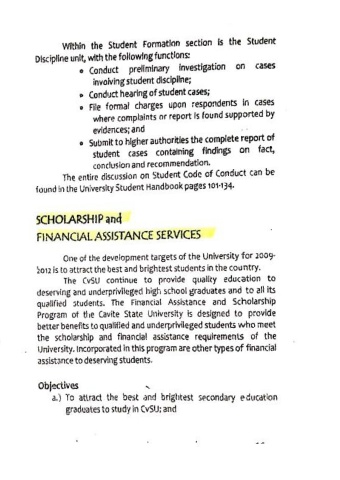 Within the Student Formation section is the Student
Discipline unit, with the following functions:
• Conduct preliminary investigation on cases
involving student discipline;
• Conduct hearing of student cases;
• File formal charges upon respondents in cases
where complaints or report is found supported by
evidences; and
• Submit to higher authorities the complete report of
student cases containing findings on fact,
conclusion and recommendation.
The entire discussion on Student Code of Conduct can be
found in the University Student Handbook pages 101-134.
SCHOLARSHIP and
FINANCIAL ASSISTANCE SERVICES
One of the development targets of the University for 2009-
2012 is to attract the best and brightest students in the country.
The CvSU continue to provide quality education to
deserving and underprivileged high school graduates and to all its
qualified students. The Financial Assistance and Scholarship
Program of the Cavite State University is designed to provide
better benefits to qualified and underprivileged students who meet
the scholarship and financial assistance requirements of the
University. Incorporated in this program are other types of financial
assistance to deserving students.
Objectives
a.) To attract the best and brightest secondary education
graduates to study in CvSU; and